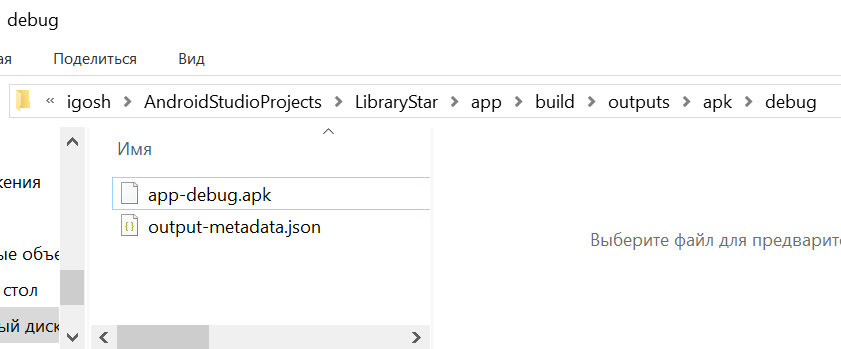 debug
ая Поделиться Вид
« igosh > AndroidStudioProjects > LibraryStar > app > build > outputs > apk > debug
Имя
жения
app-debug.apk
output-metadata.json
Выберите файл для предварит
ые объе
стол
ый диск